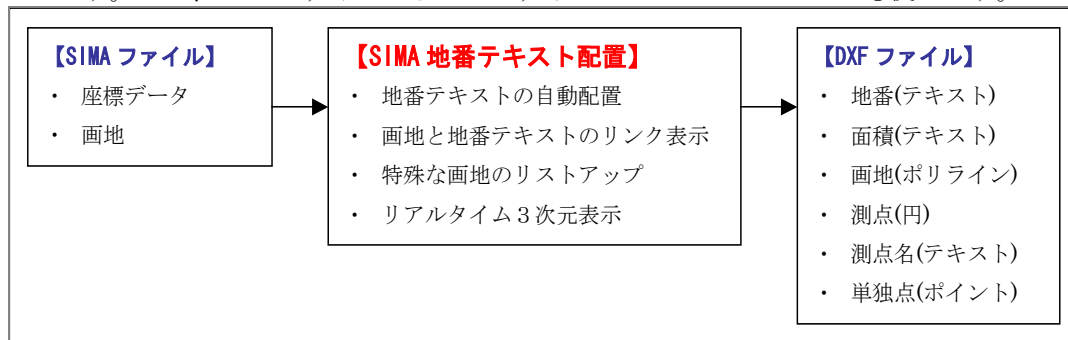 【SIMA ファイル】
・ 座標データ
・ 画地
【SIMA 地番テキスト配置】
・ 地番テキストの自動配置
・ 画地と地番テキストのリンク表示
・ 特殊な画地のリストアップ
・ リアルタイム３次元表示
【DXF ファイル】
・ 地番(テキスト)
・ 面積(テキスト)
・ 画地(ポリライン)
・ 測点(円)
・ 測点名(テキスト)
・ 単独点(ポイント)